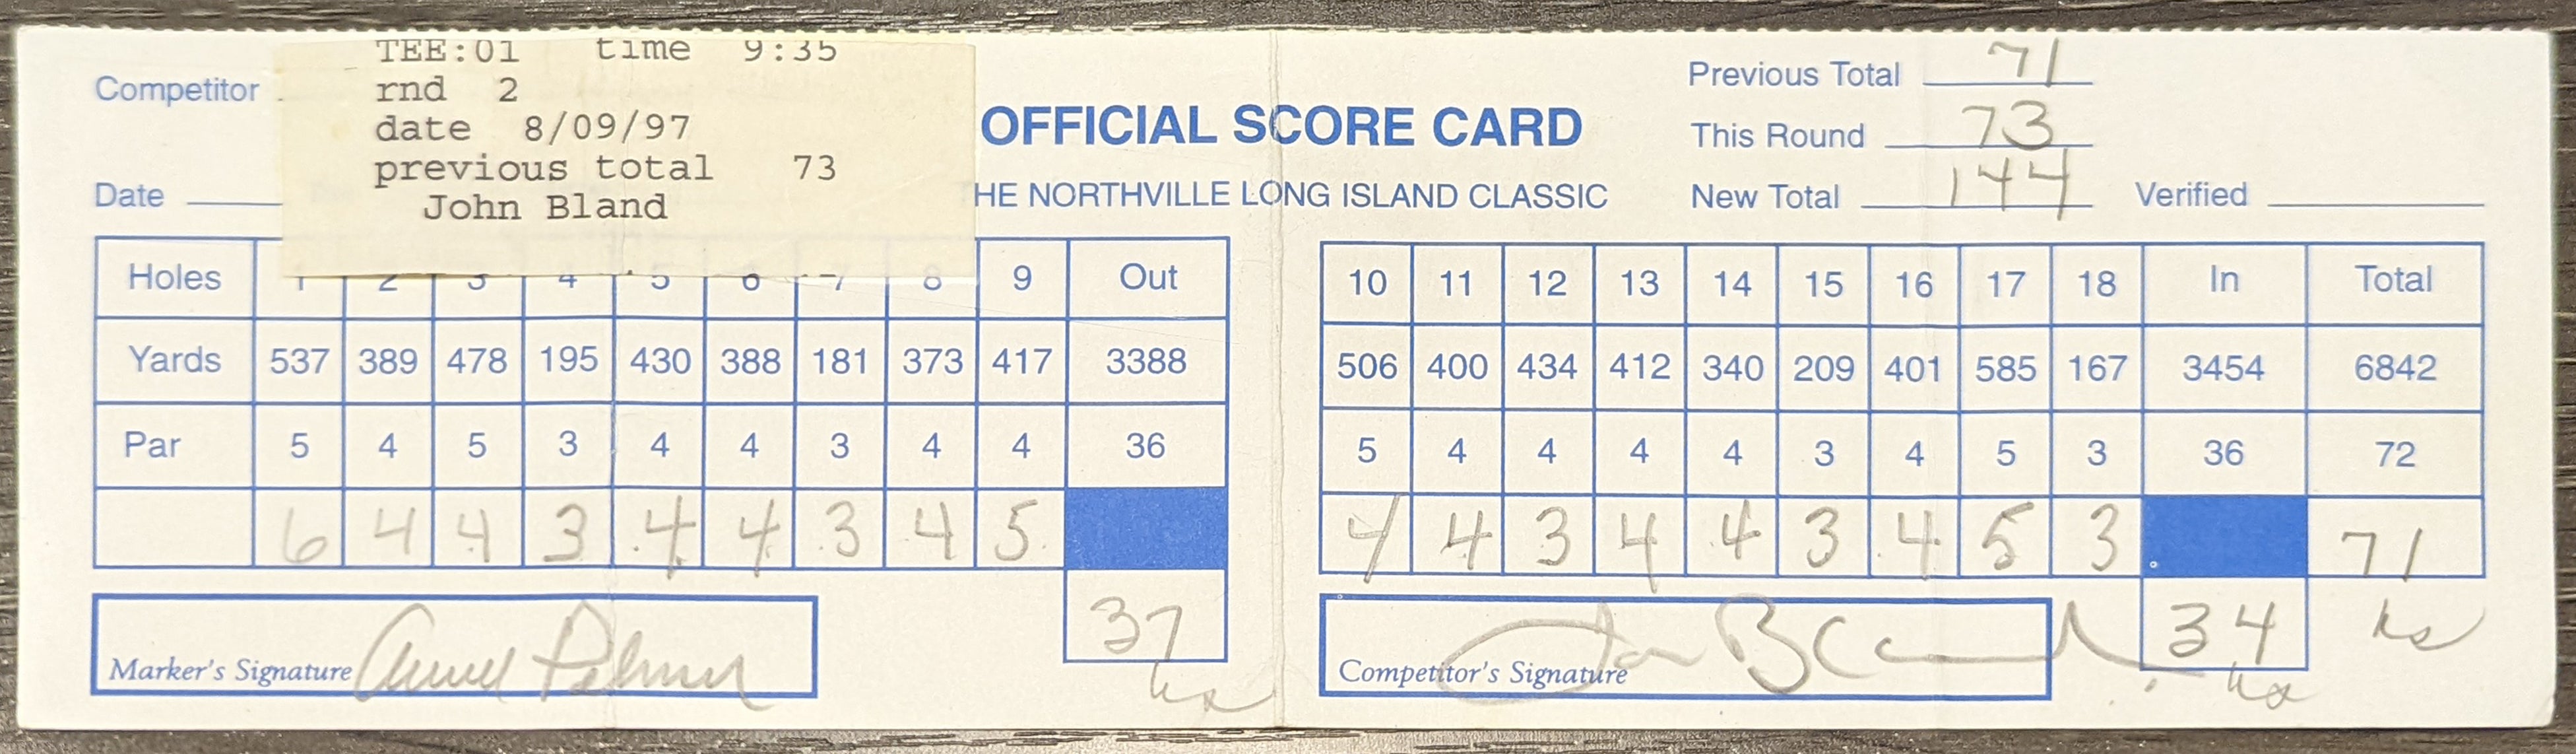 TEE:01 time 9:35
Competitor
rnd 2
date 8/09/97
previous total 73
John Bland
Date
OFFICIAL SCORE CARD
THE NORTHVILLE LONG ISLAND CLASSIC
Previous Total 71
This Round 73
New Total 144
Verified
Holes 1 2 3 4 5 6 7 8 9 Out
Yards 537 389 478 195 430 388 181 373 417 3388
Par 5 4 5 3 4 4 3 4 4 36
6 4 4 3 4 4 3 4 5
37
Marker's Signature Arnold Palmer
10 11 12 13 14 15 16 17 18 In Total
506 400 434 412 340 209 401 585 167 3454 6842
5 4 4 4 4 3 4 5 3 36 72
4 4 3 4 4 3 4 5 3 71
34
Competitor's Signature John Bland